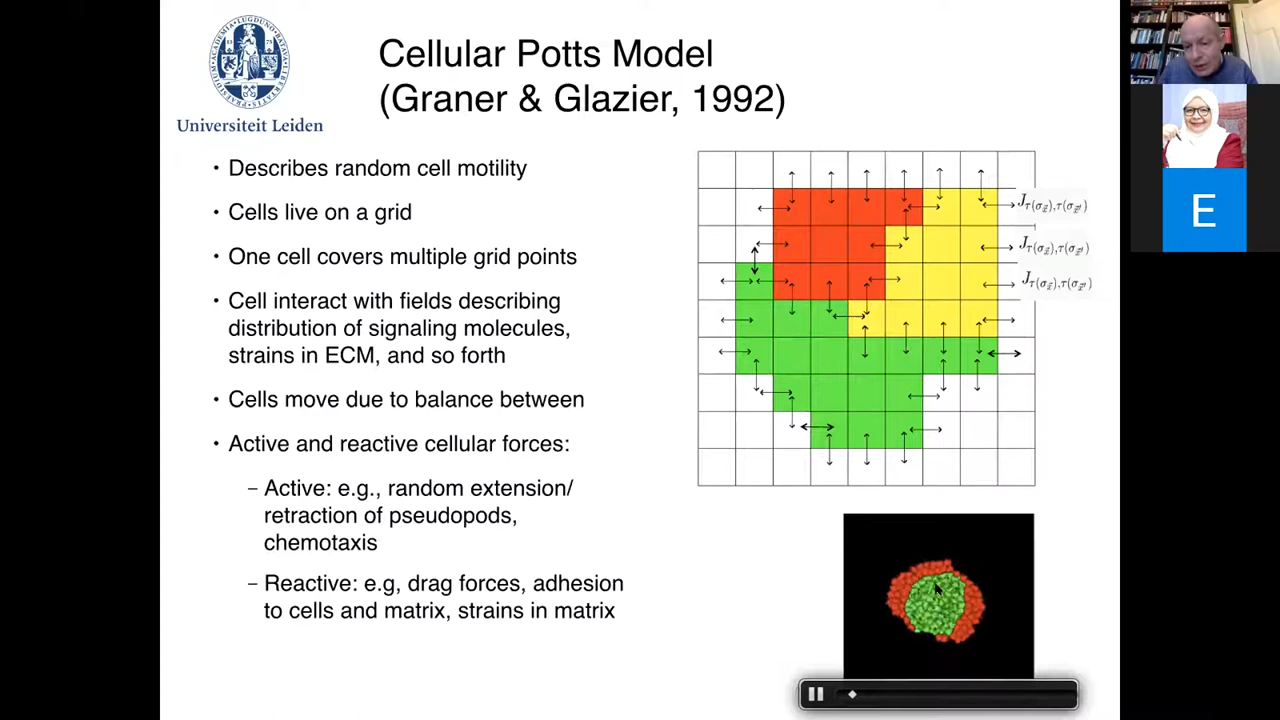 Cellular Potts Model
(Graner & Glazier, 1992)
Universiteit Leiden
• Describes random cell motility
• Cells live on a grid
• One cell covers multiple grid points
• Cell interact with fields describing
distribution of signaling molecules,
strains in ECM, and so forth
• Cells move due to balance between
• Active and reactive cellular forces:
– Active: e.g., random extension/
retraction of pseudopods,
chemotaxis
– Reactive: e.g, drag forces, adhesion
to cells and matrix, strains in matrix
E